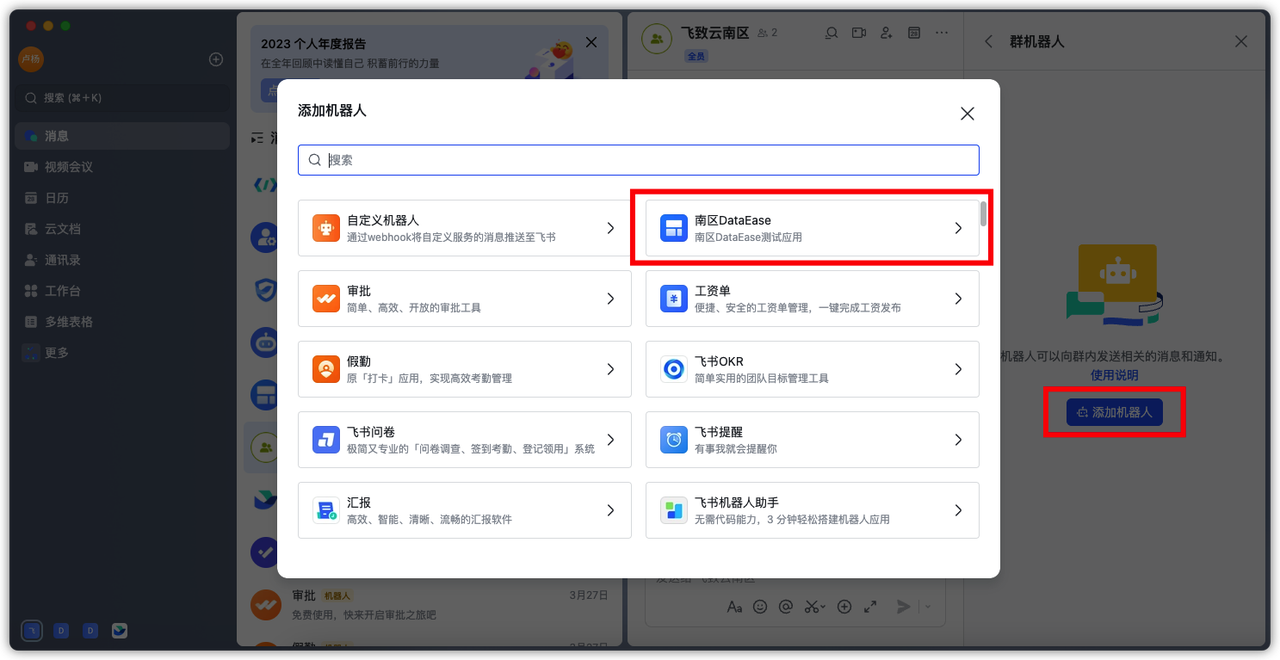 卢杨
搜索 (⌘+K)
消息
视频会议
日历
云文档
通讯录
工作台
多维表格
更多
D
D
2023 个人年度报告
在全年回顾中读懂自己 积蓄前行的力量
审批 机器人
3月27日
免费使用，快来开启审批之旅吧
飞致云南区
2
全员
添加机器人
搜索
自定义机器人
通过webhook将自定义服务的消息推送至飞书
南区DataEase
南区DataEase测试应用
审批
简单、高效、开放的审批工具
工资单
便捷、安全的工资单管理，一键完成工资发布
假勤
原「打卡」应用，实现高效考勤管理
飞书OKR
简单实用的团队目标管理工具
飞书问卷
极简又专业的「问卷调查、签到考勤、登记领用」系统
飞书提醒
有事我就会提醒你
汇报
高效、智能、清晰、流畅的汇报软件
飞书机器人助手
无需代码能力，3 分钟轻松搭建机器人应用
Aa
群机器人
机器人可以向群内发送相关的消息和通知。
使用说明
添加机器人